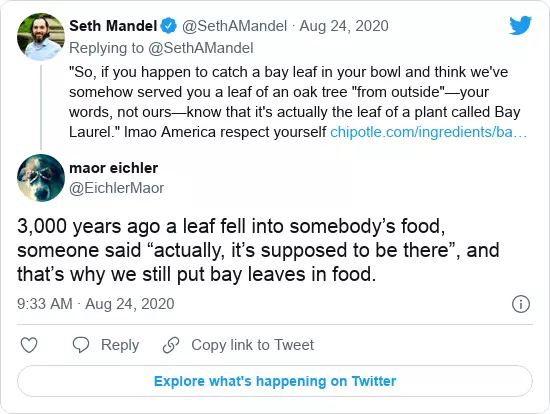 Seth Mandel @SethAMandel · Aug 24, 2020
Replying to @SethAMandel
"So, if you happen to catch a bay leaf in your bowl and think we've
somehow served you a leaf of an oak tree "from outside"—your
words, not ours—know that it's actually the leaf of a plant called Bay
Laurel." lmao America respect yourself chipotle.com/ingredients/ba…
maor eichler
@EichlerMaor
3,000 years ago a leaf fell into somebody's food,
someone said “actually, it’s supposed to be there”, and
that’s why we still put bay leaves in food.
9:33 AM · Aug 24, 2020
Reply
Copy link to Tweet
Explore what's happening on Twitter